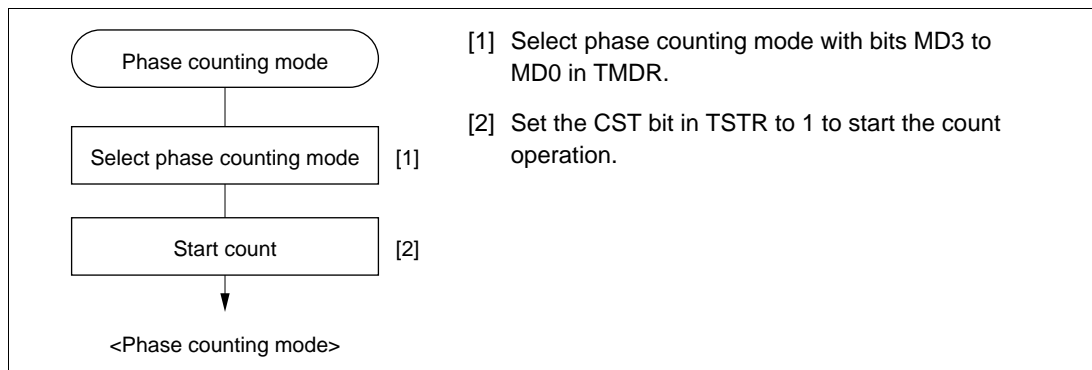 Phase counting mode
Select phase counting mode [1]
Start count [2]
<Phase counting mode>
[1] Select phase counting mode with bits MD3 to
MD0 in TMDR.
[2] Set the CST bit in TSTR to 1 to start the count
operation.